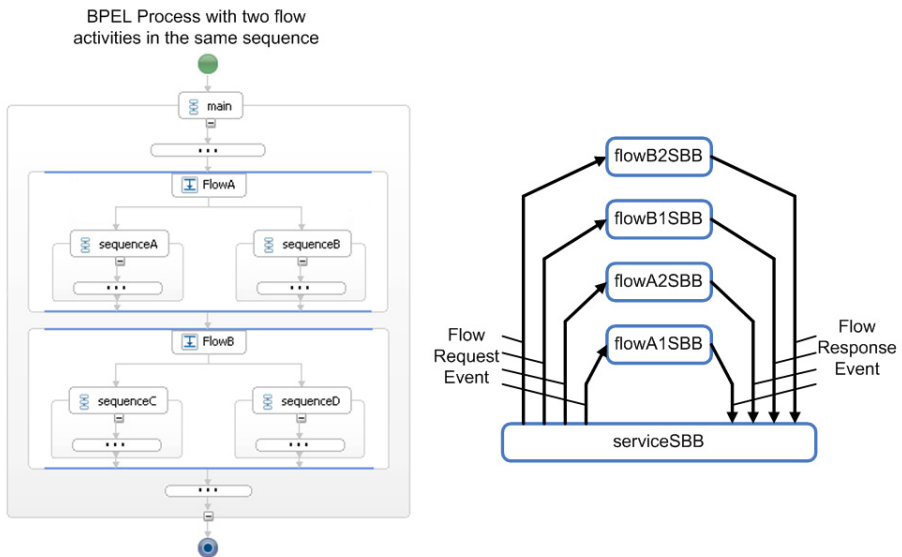 BPEL Process with two flow
activities in the same sequence
main
FlowA
sequenceA
sequenceB
FlowB
sequenceC
sequenceD
flowB2SBB
flowB1SBB
flowA2SBB
flowA1SBB
Flow
Request
Event
Flow
Response
Event
serviceSBB